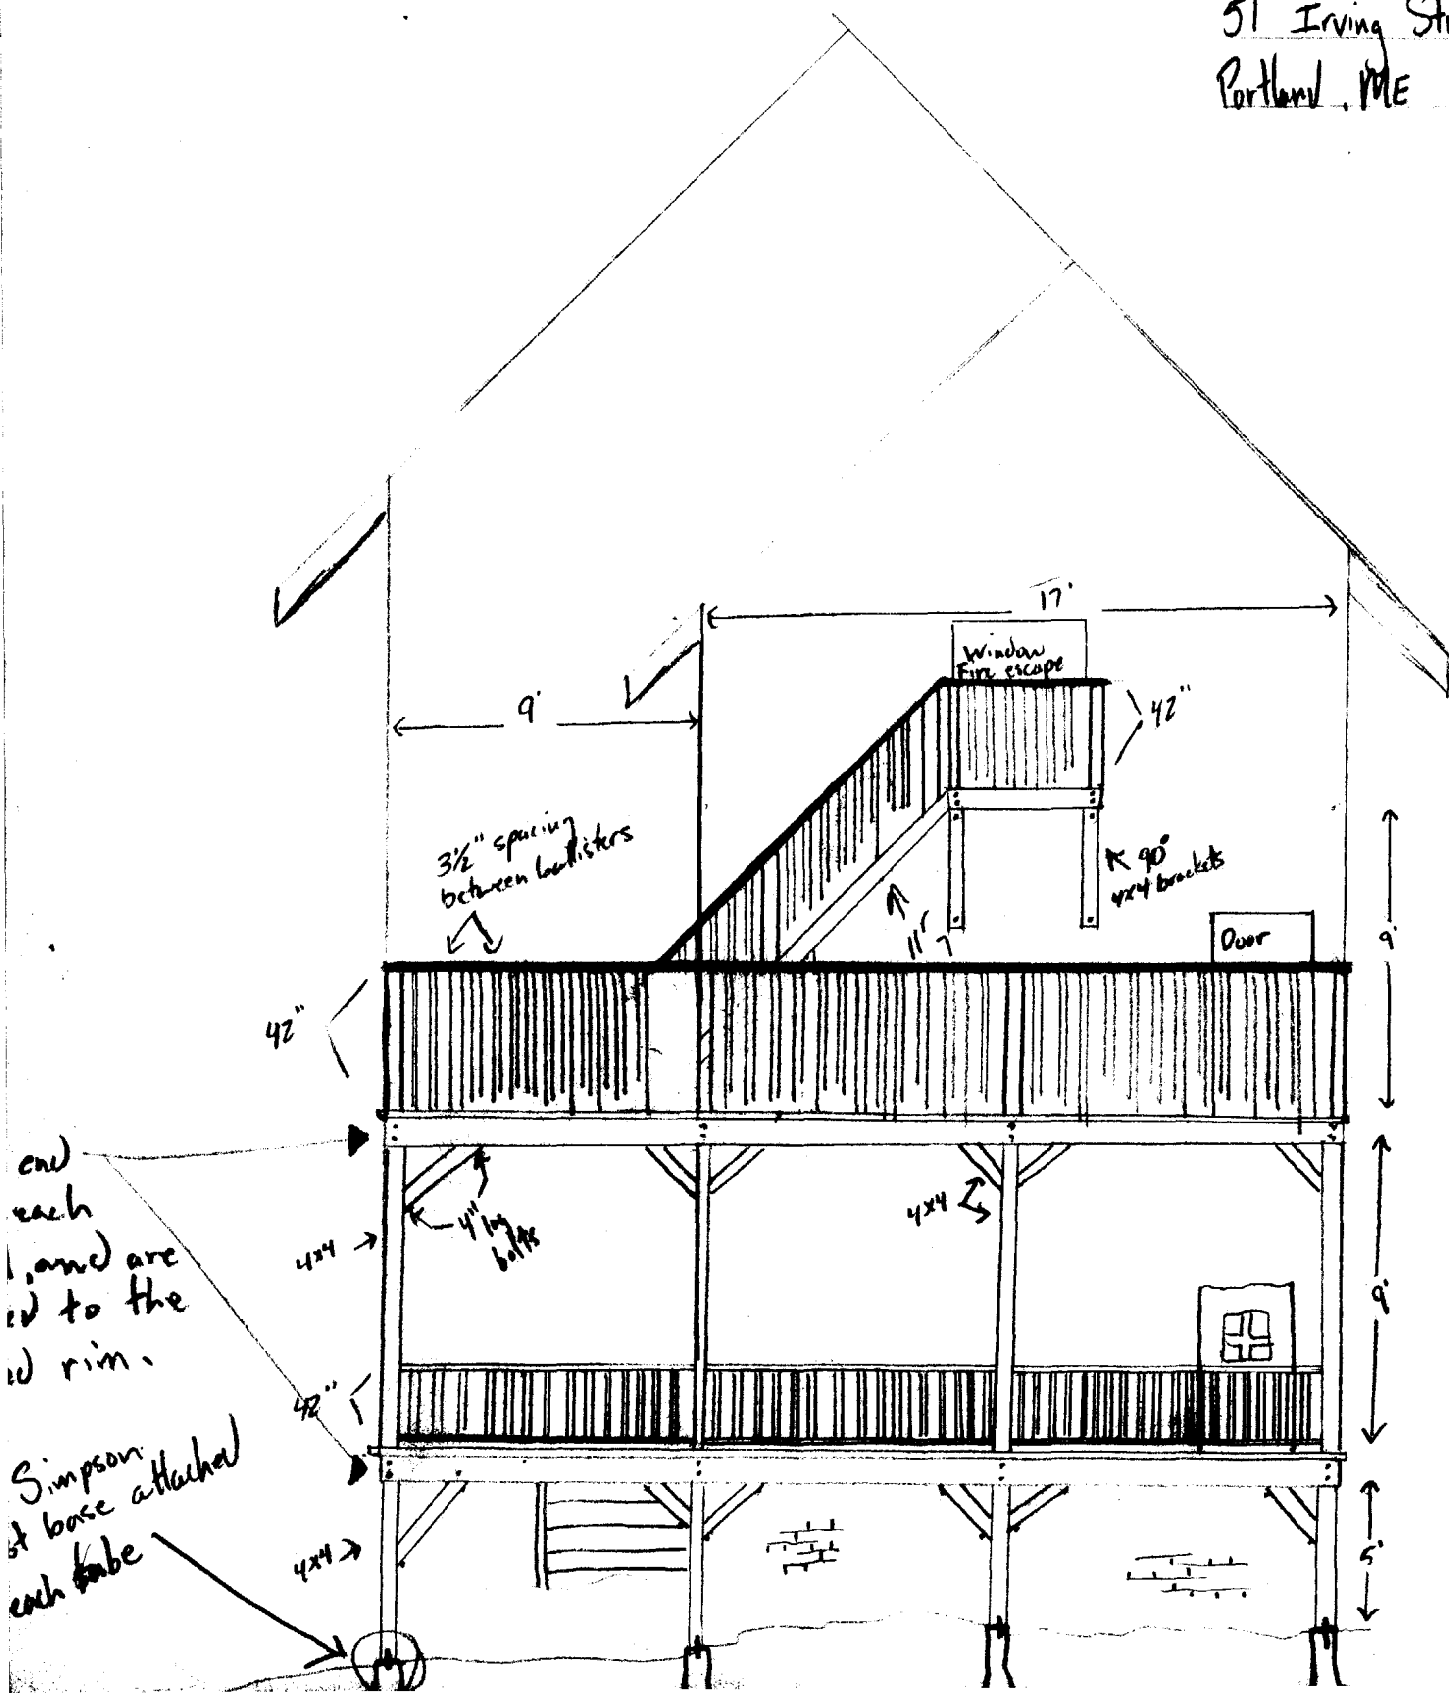 51 Irving St
Portland, ME
17'
Window
Fire escape
9'
42"
3½" spacing
between ballisters
90°
4x4 brackets
11'
7
Door
9'
42"
end
each
, and are
to the
rim.
4"
bolts
4x4
4x4
9'
42"
Simpson
base attached
each tube
4x4
5'